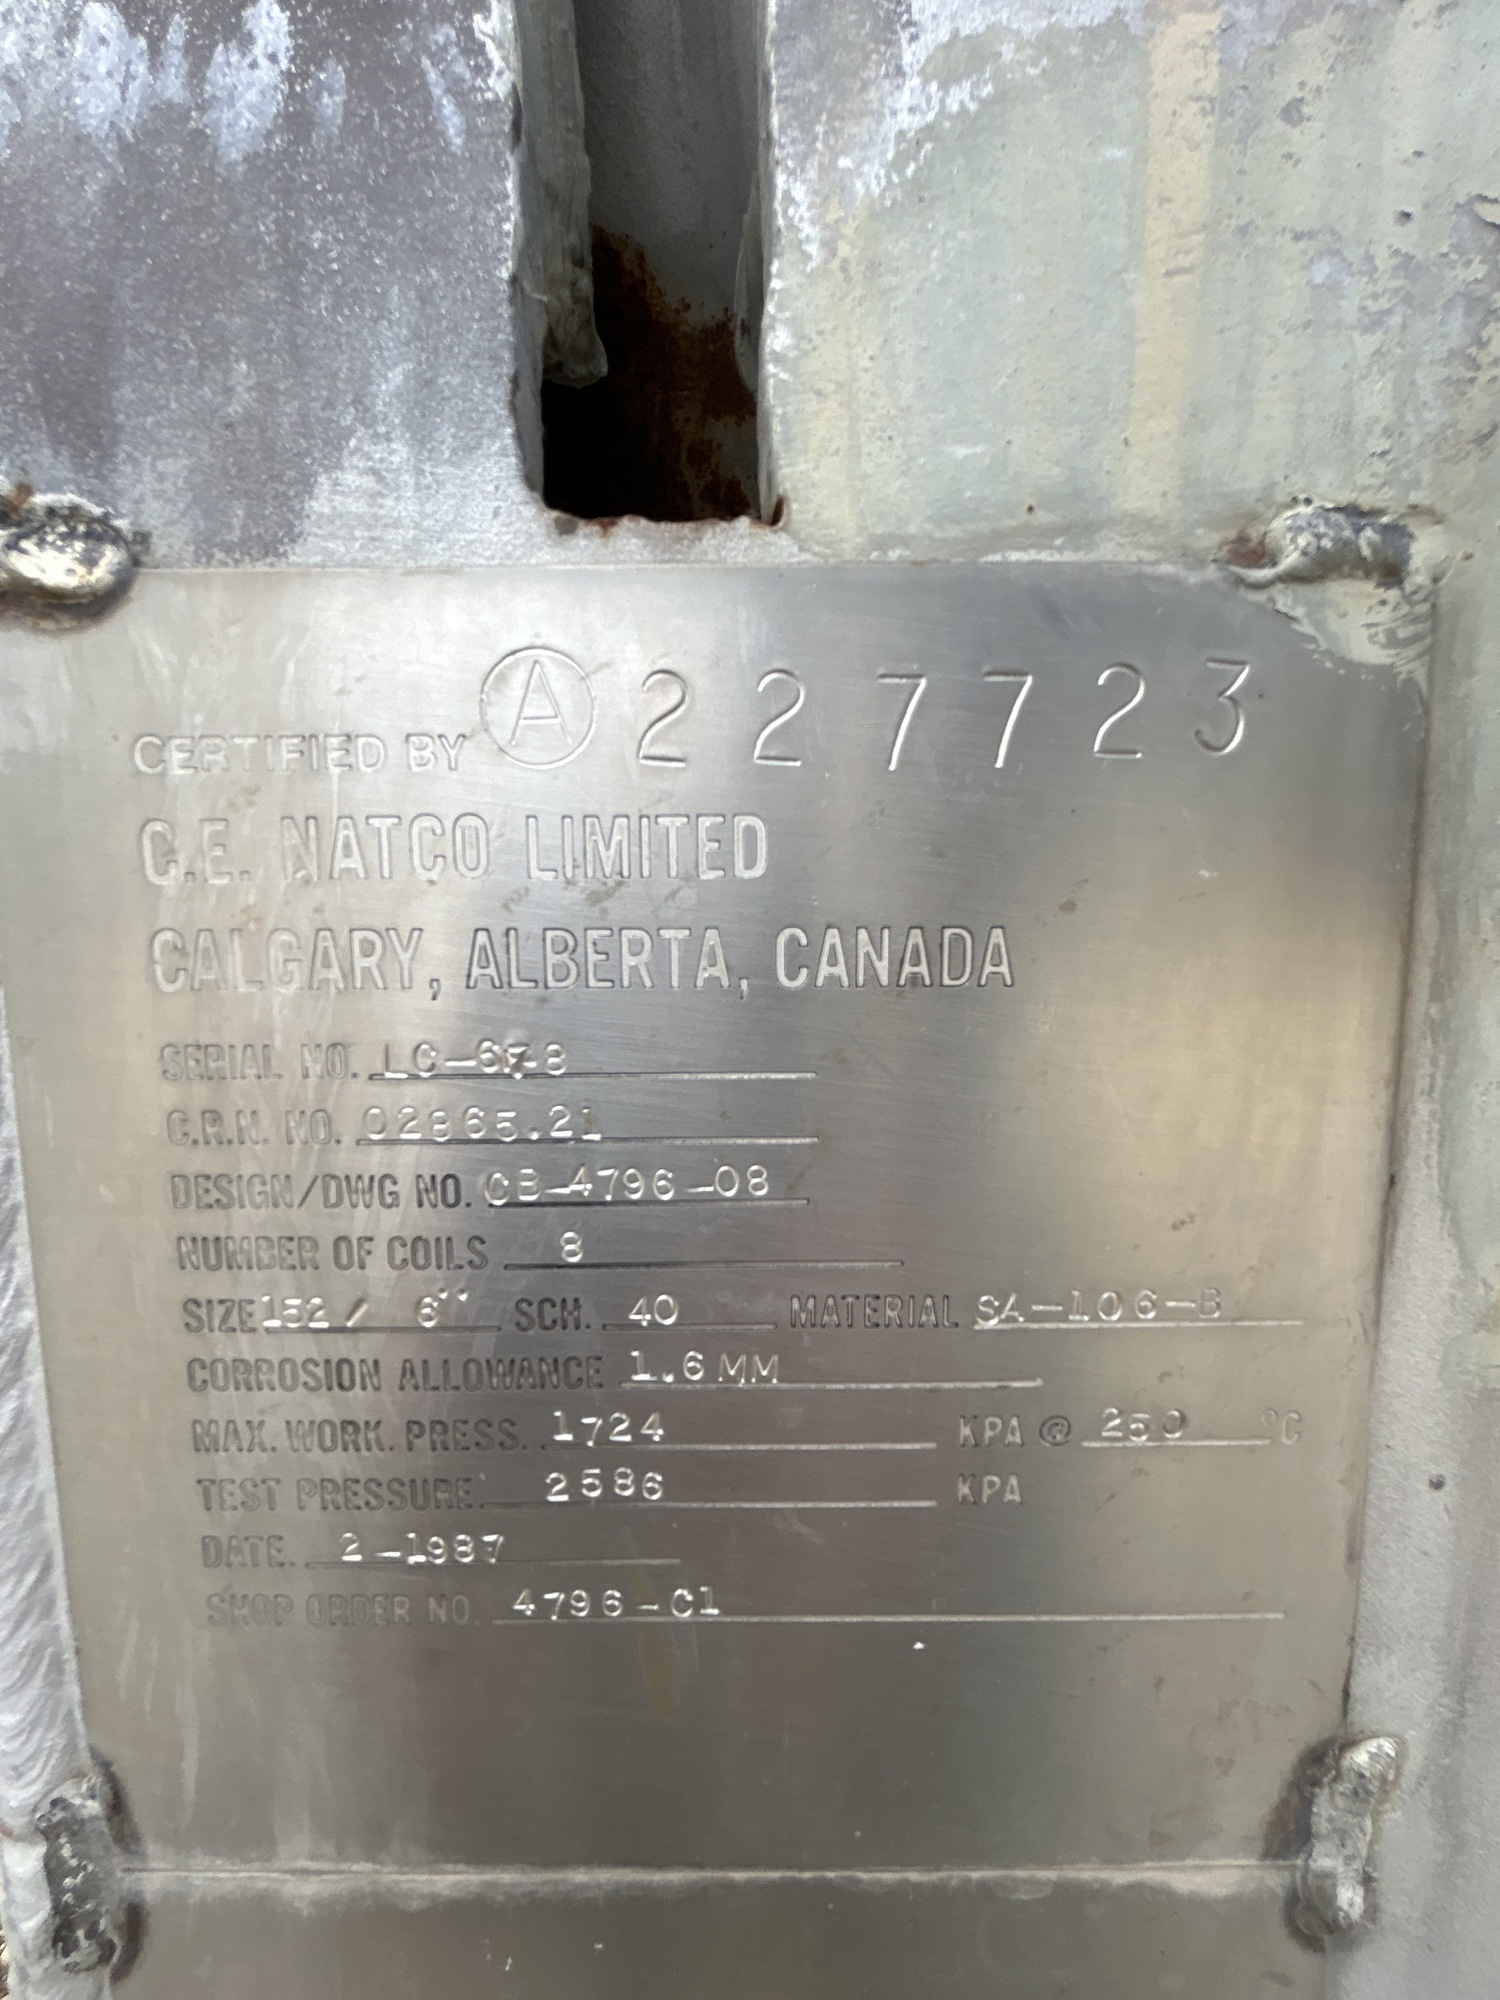 CERTIFIED BY Ⓐ 227723
C.E. NATCO LIMITED
CALGARY, ALBERTA, CANADA
SERIAL NO.
C.R.N. NO. 02865.21
DESIGN/DWG NO. CB-4796-08
NUMBER OF COILS 8
SIZE 152 / 6" SCH. 40 MATERIAL SA-106-B
CORROSION ALLOWANCE 1.6 MM
MAX. WORK. PRESS. 1724 KPA @ 250 °C
TEST PRESSURE. 2586 KPA
DATE. 2-1987
SHOP ORDER NO. 4796-C1